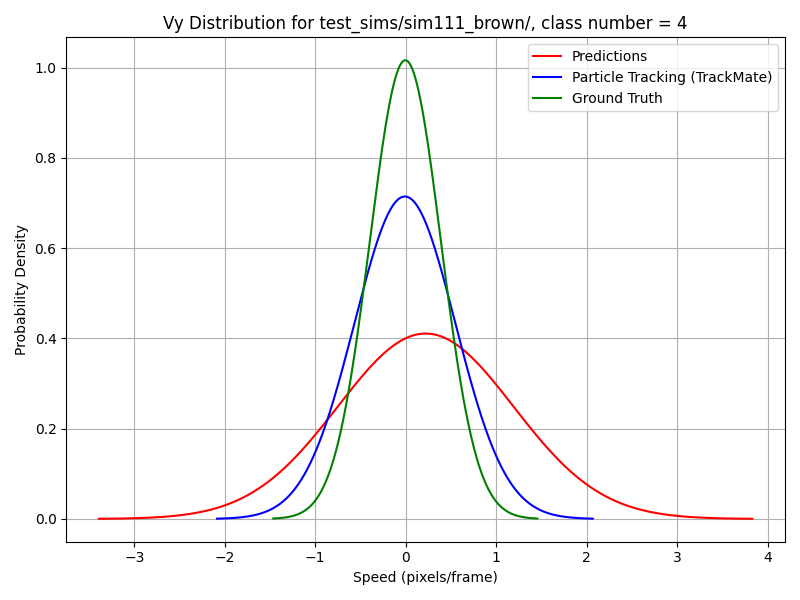 Vy Distribution for test_sims/sim111_brown/, class number = 4
Predictions
Particle Tracking (TrackMate)
Ground Truth
Probability Density
1.0
0.8
0.6
0.4
0.2
0.0
−3
−2
−1
0
1
2
3
4
Speed (pixels/frame)